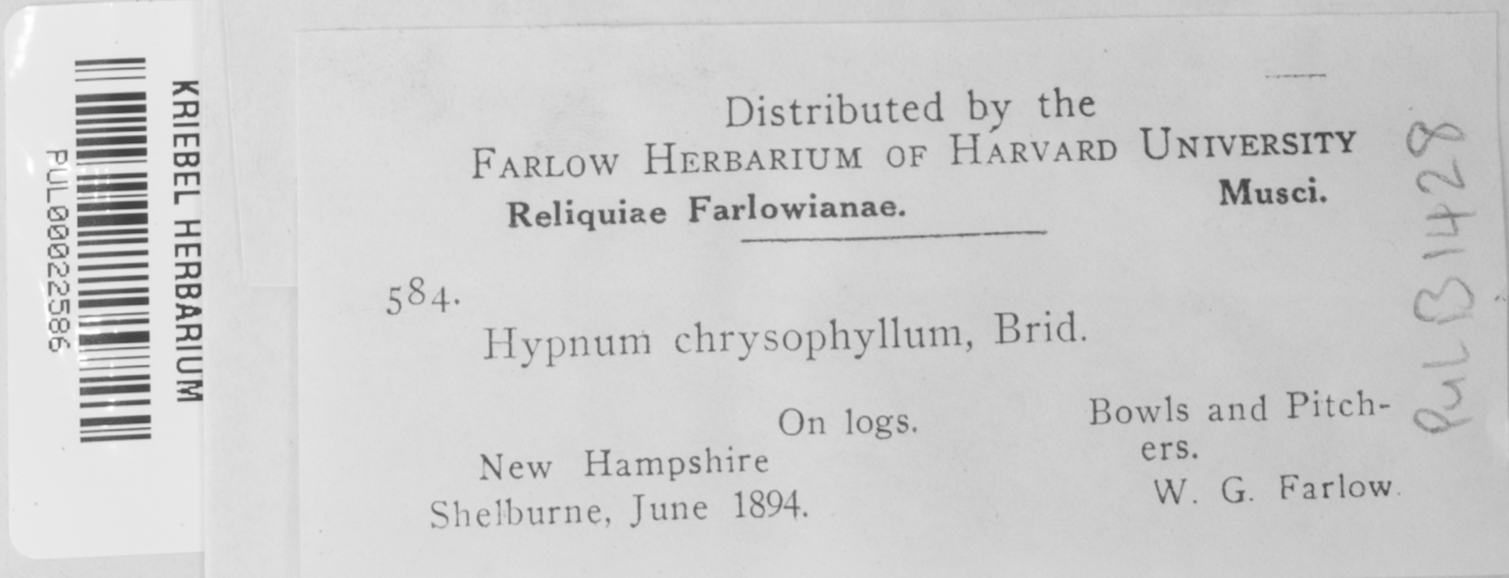 KRIEBEL HERBARIUM
PUL00022586
Distributed by the
FARLOW HERBARIUM OF HARVARD UNIVERSITY
Reliquiae Farlowianae. Musci.
584.
Hypnum chrysophyllum, Brid.
On logs. Bowls and Pitch-
New Hampshire ers.
Shelburne, June 1894. W. G. Farlow.
PUL B1428